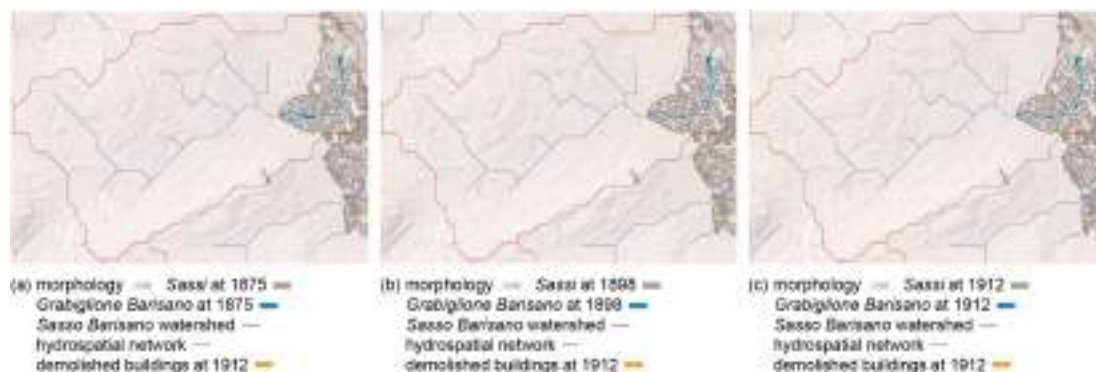 (a) morphology Sassi at 1875
Grabiglione Barisano at 1875
Sasso Barisano watershed
hydrospatial network
demolished buildings at 1912
(b) morphology Sassi at 1898
Grabiglione Barisano at 1898
Sasso Barisano watershed
hydrospatial network
demolished buildings at 1912
(c) morphology Sassi at 1912
Grabiglione Barisano at 1912
Sasso Barisano watershed
hydrospatial network
demolished buildings at 1912